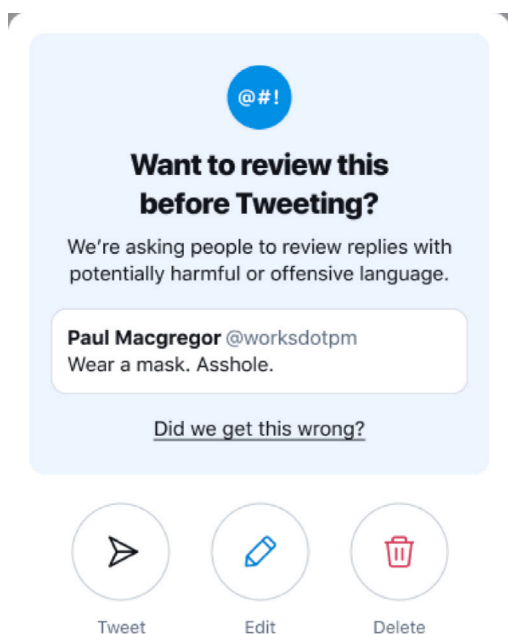 @#!
Want to review this
before Tweeting?
We’re asking people to review replies with
potentially harmful or offensive language.
Paul Macgregor @worksdotpm
Wear a mask. Asshole.
Did we get this wrong?
Tweet Edit Delete